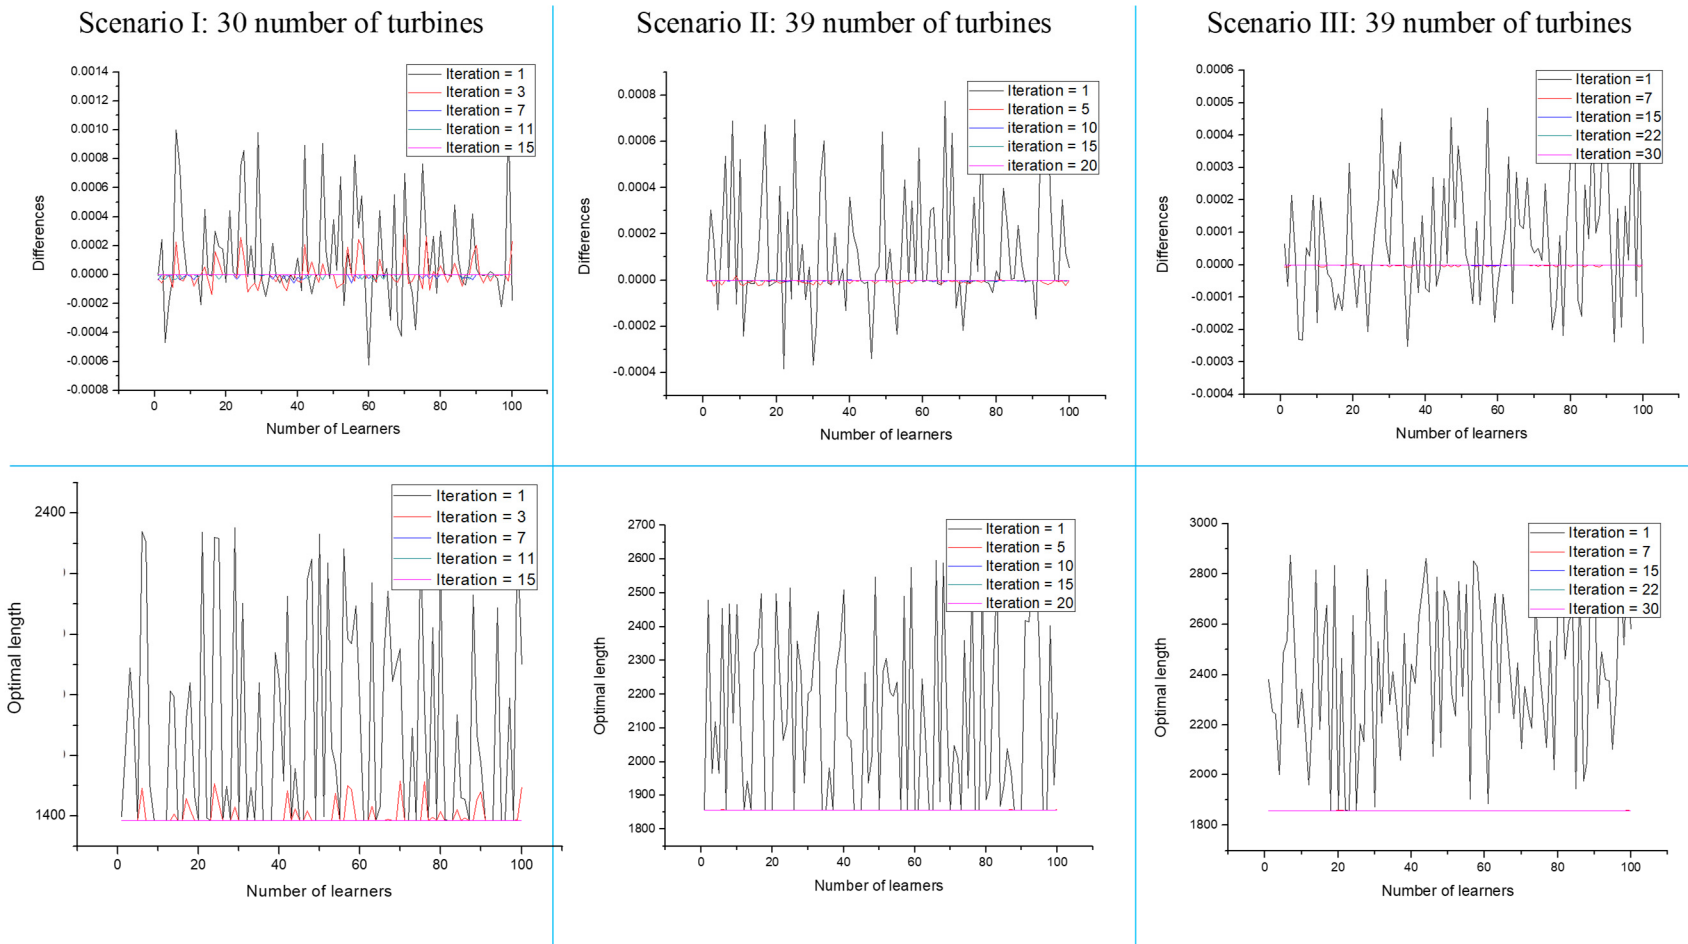 Scenario I: 30 number of turbines
Scenario II: 39 number of turbines
Scenario III: 39 number of turbines
0.0014
0.0012
0.0010
0.0008
0.0006
0.0004
0.0002
0.0000
-0.0002
-0.0004
-0.0006
-0.0008
Differences
0 20 40 60 80 100
Number of Learners
Iteration = 1
Iteration = 3
Iteration = 7
Iteration = 11
Iteration = 15
0.0008
0.0006
0.0004
0.0002
0.0000
-0.0002
-0.0004
Differences
0 20 40 60 80 100
Number of learners
Iteration = 1
Iteration = 5
iteration = 10
iteration = 15
iteration = 20
0.0006
0.0005
0.0004
0.0003
0.0002
0.0001
0.0000
-0.0001
-0.0002
-0.0003
-0.0004
Differences
0 20 40 60 80 100
Number of learners
Iteration =1
Iteration =7
Iteration =15
Iteration =22
Iteration =30
2400
1400
Optimal length
0 20 40 60 80 100
Number of learners
Iteration = 1
Iteration = 3
Iteration = 7
Iteration = 11
Iteration = 15
2700
2600
2500
2400
2300
2200
2100
2000
1900
1800
Optimal length
0 20 40 60 80 100
Number of learners
Iteration = 1
Iteration = 5
Iteration = 10
Iteration = 15
Iteration = 20
3000
2800
2600
2400
2200
2000
1800
Optimal length
0 20 40 60 80 100
Number of learners
Iteration = 1
Iteration = 7
Iteration = 15
Iteration = 22
Iteration = 30